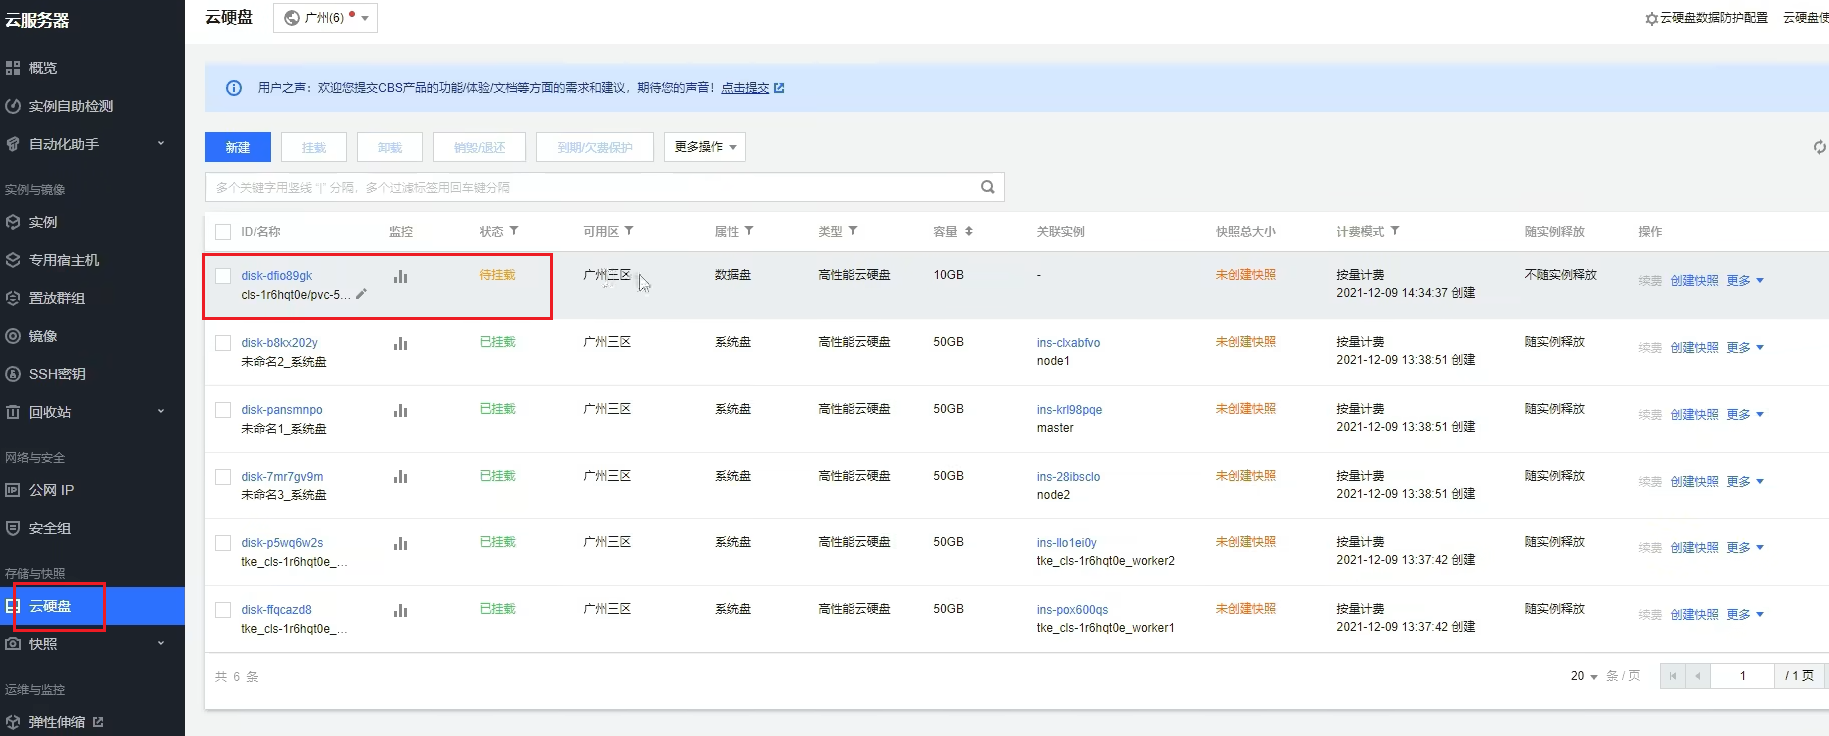 云服务器
概览
实例自助检测
自动化助手
实例与镜像
实例
专用宿主机
置放群组
镜像
SSH密钥
回收站
网络与安全
公网 IP
安全组
存储与快照
云硬盘
快照
运维与监控
弹性伸缩
云硬盘 广州(6) 云硬盘数据防护配置 云硬盘使
用户之声：欢迎您提交CBS产品的功能/体验/文档等方面的需求和建议，期待您的声音！点击提交
新建 挂载 卸载 销毁/退还 到期/欠费保护 更多操作
多个关键字用竖线 "|" 分隔，多个过滤标签用回车键分隔
ID/名称 监控 状态 可用区 属性 类型 容量 关联实例 快照总大小 计费模式 随实例释放 操作
disk-dfio89gk 待挂载 广州三区 数据盘 高性能云硬盘 10GB - 未创建快照 按量计费 不随实例释放 续费 创建快照 更多
cls-1r6hqt0e/pvc-5... 2021-12-09 14:34:37 创建
disk-b8kx202y 已挂载 广州三区 系统盘 高性能云硬盘 50GB ins-clxabfvo 未创建快照 按量计费 随实例释放 续费 创建快照 更多
未命名2_系统盘 node1 2021-12-09 13:38:51 创建
disk-pansmnpo 已挂载 广州三区 系统盘 高性能云硬盘 50GB ins-krl98pqe 未创建快照 按量计费 随实例释放 续费 创建快照 更多
未命名1_系统盘 master 2021-12-09 13:38:51 创建
disk-7mr7gv9m 已挂载 广州三区 系统盘 高性能云硬盘 50GB ins-28ibsclo 未创建快照 按量计费 随实例释放 续费 创建快照 更多
未命名3_系统盘 node2 2021-12-09 13:38:51 创建
disk-p5wq6w2s 已挂载 广州三区 系统盘 高性能云硬盘 50GB ins-llo1ei0y 未创建快照 按量计费 随实例释放 续费 创建快照 更多
tke_cls-1r6hqt0e_... tke_cls-1r6hqt0e_worker2 2021-12-09 13:37:42 创建
disk-ffqcazd8 已挂载 广州三区 系统盘 高性能云硬盘 50GB ins-pox600qs 未创建快照 按量计费 随实例释放 续费 创建快照 更多
tke_cls-1r6hqt0e_... tke_cls-1r6hqt0e_worker1 2021-12-09 13:37:42 创建
共 6 条 20 条 / 页 1 / 1 页